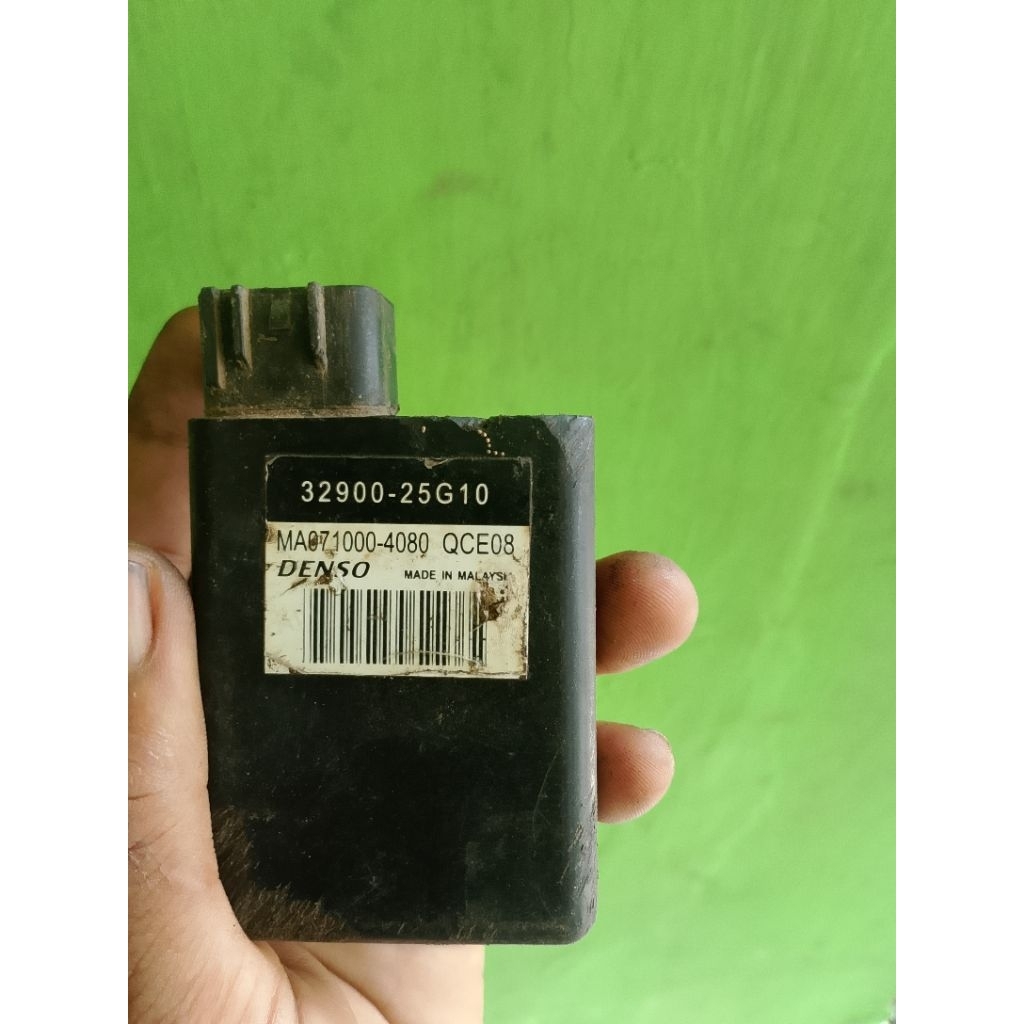 32900-25G10
MA071000-4080 QCE08
DENSO MADE IN MALAYSI